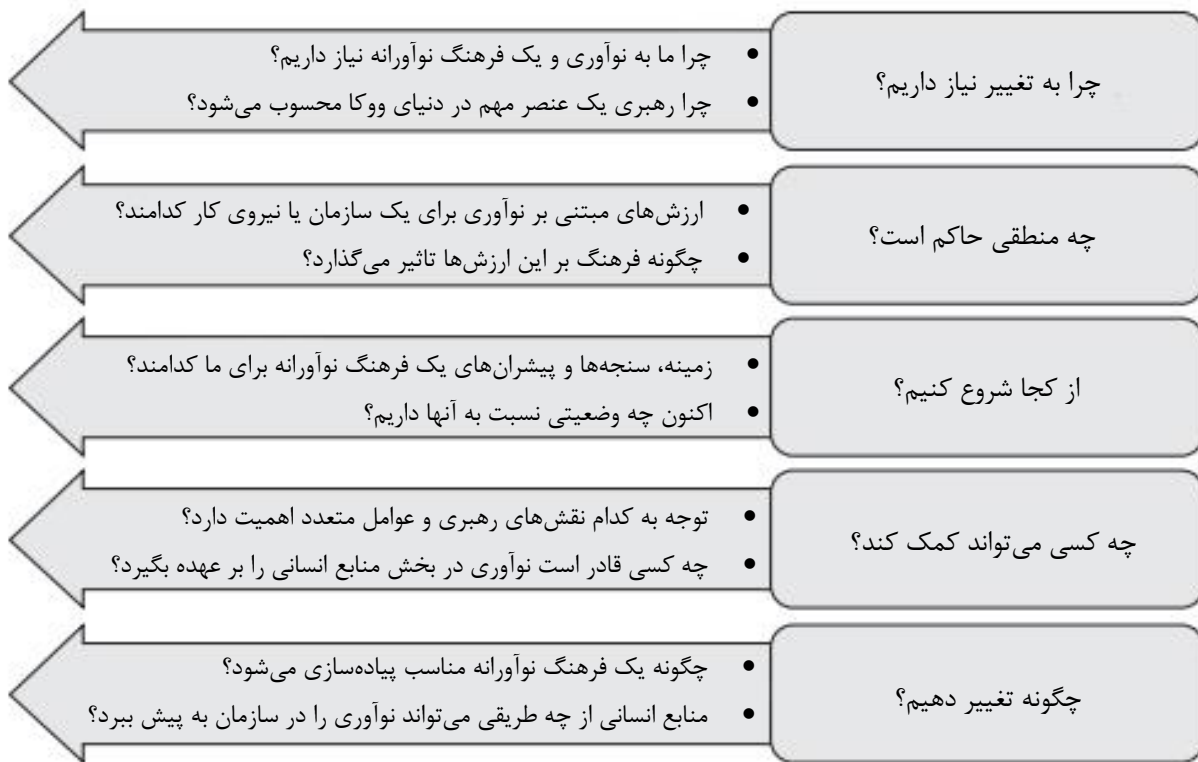 چرا به تغییر نیاز داریم؟
• چرا ما به نوآوری و یک فرهنگ نوآورانه نیاز داریم؟
• چرا رهبری یک عنصر مهم در دنیای ووکا محسوب می‌شود؟
چه منطقی حاکم است؟
• ارزش‌های مبتنی بر نوآوری برای یک سازمان یا نیروی کار کدامند؟
• چگونه فرهنگ بر این ارزش‌ها تاثیر می‌گذارد؟
از کجا شروع کنیم؟
• زمینه، سنجه‌ها و پیشران‌های یک فرهنگ نوآورانه برای ما کدامند؟
• اکنون چه وضعیتی نسبت به آنها داریم؟
چه کسی می‌تواند کمک کند؟
• توجه به کدام نقش‌های رهبری و عوامل متعدد اهمیت دارد؟
• چه کسی قادر است نوآوری در بخش منابع انسانی را بر عهده بگیرد؟
چگونه تغییر دهیم؟
• چگونه یک فرهنگ نوآورانه مناسب پیاده‌سازی می‌شود؟
• منابع انسانی از چه طریقی می‌تواند نوآوری را در سازمان به پیش ببرد؟